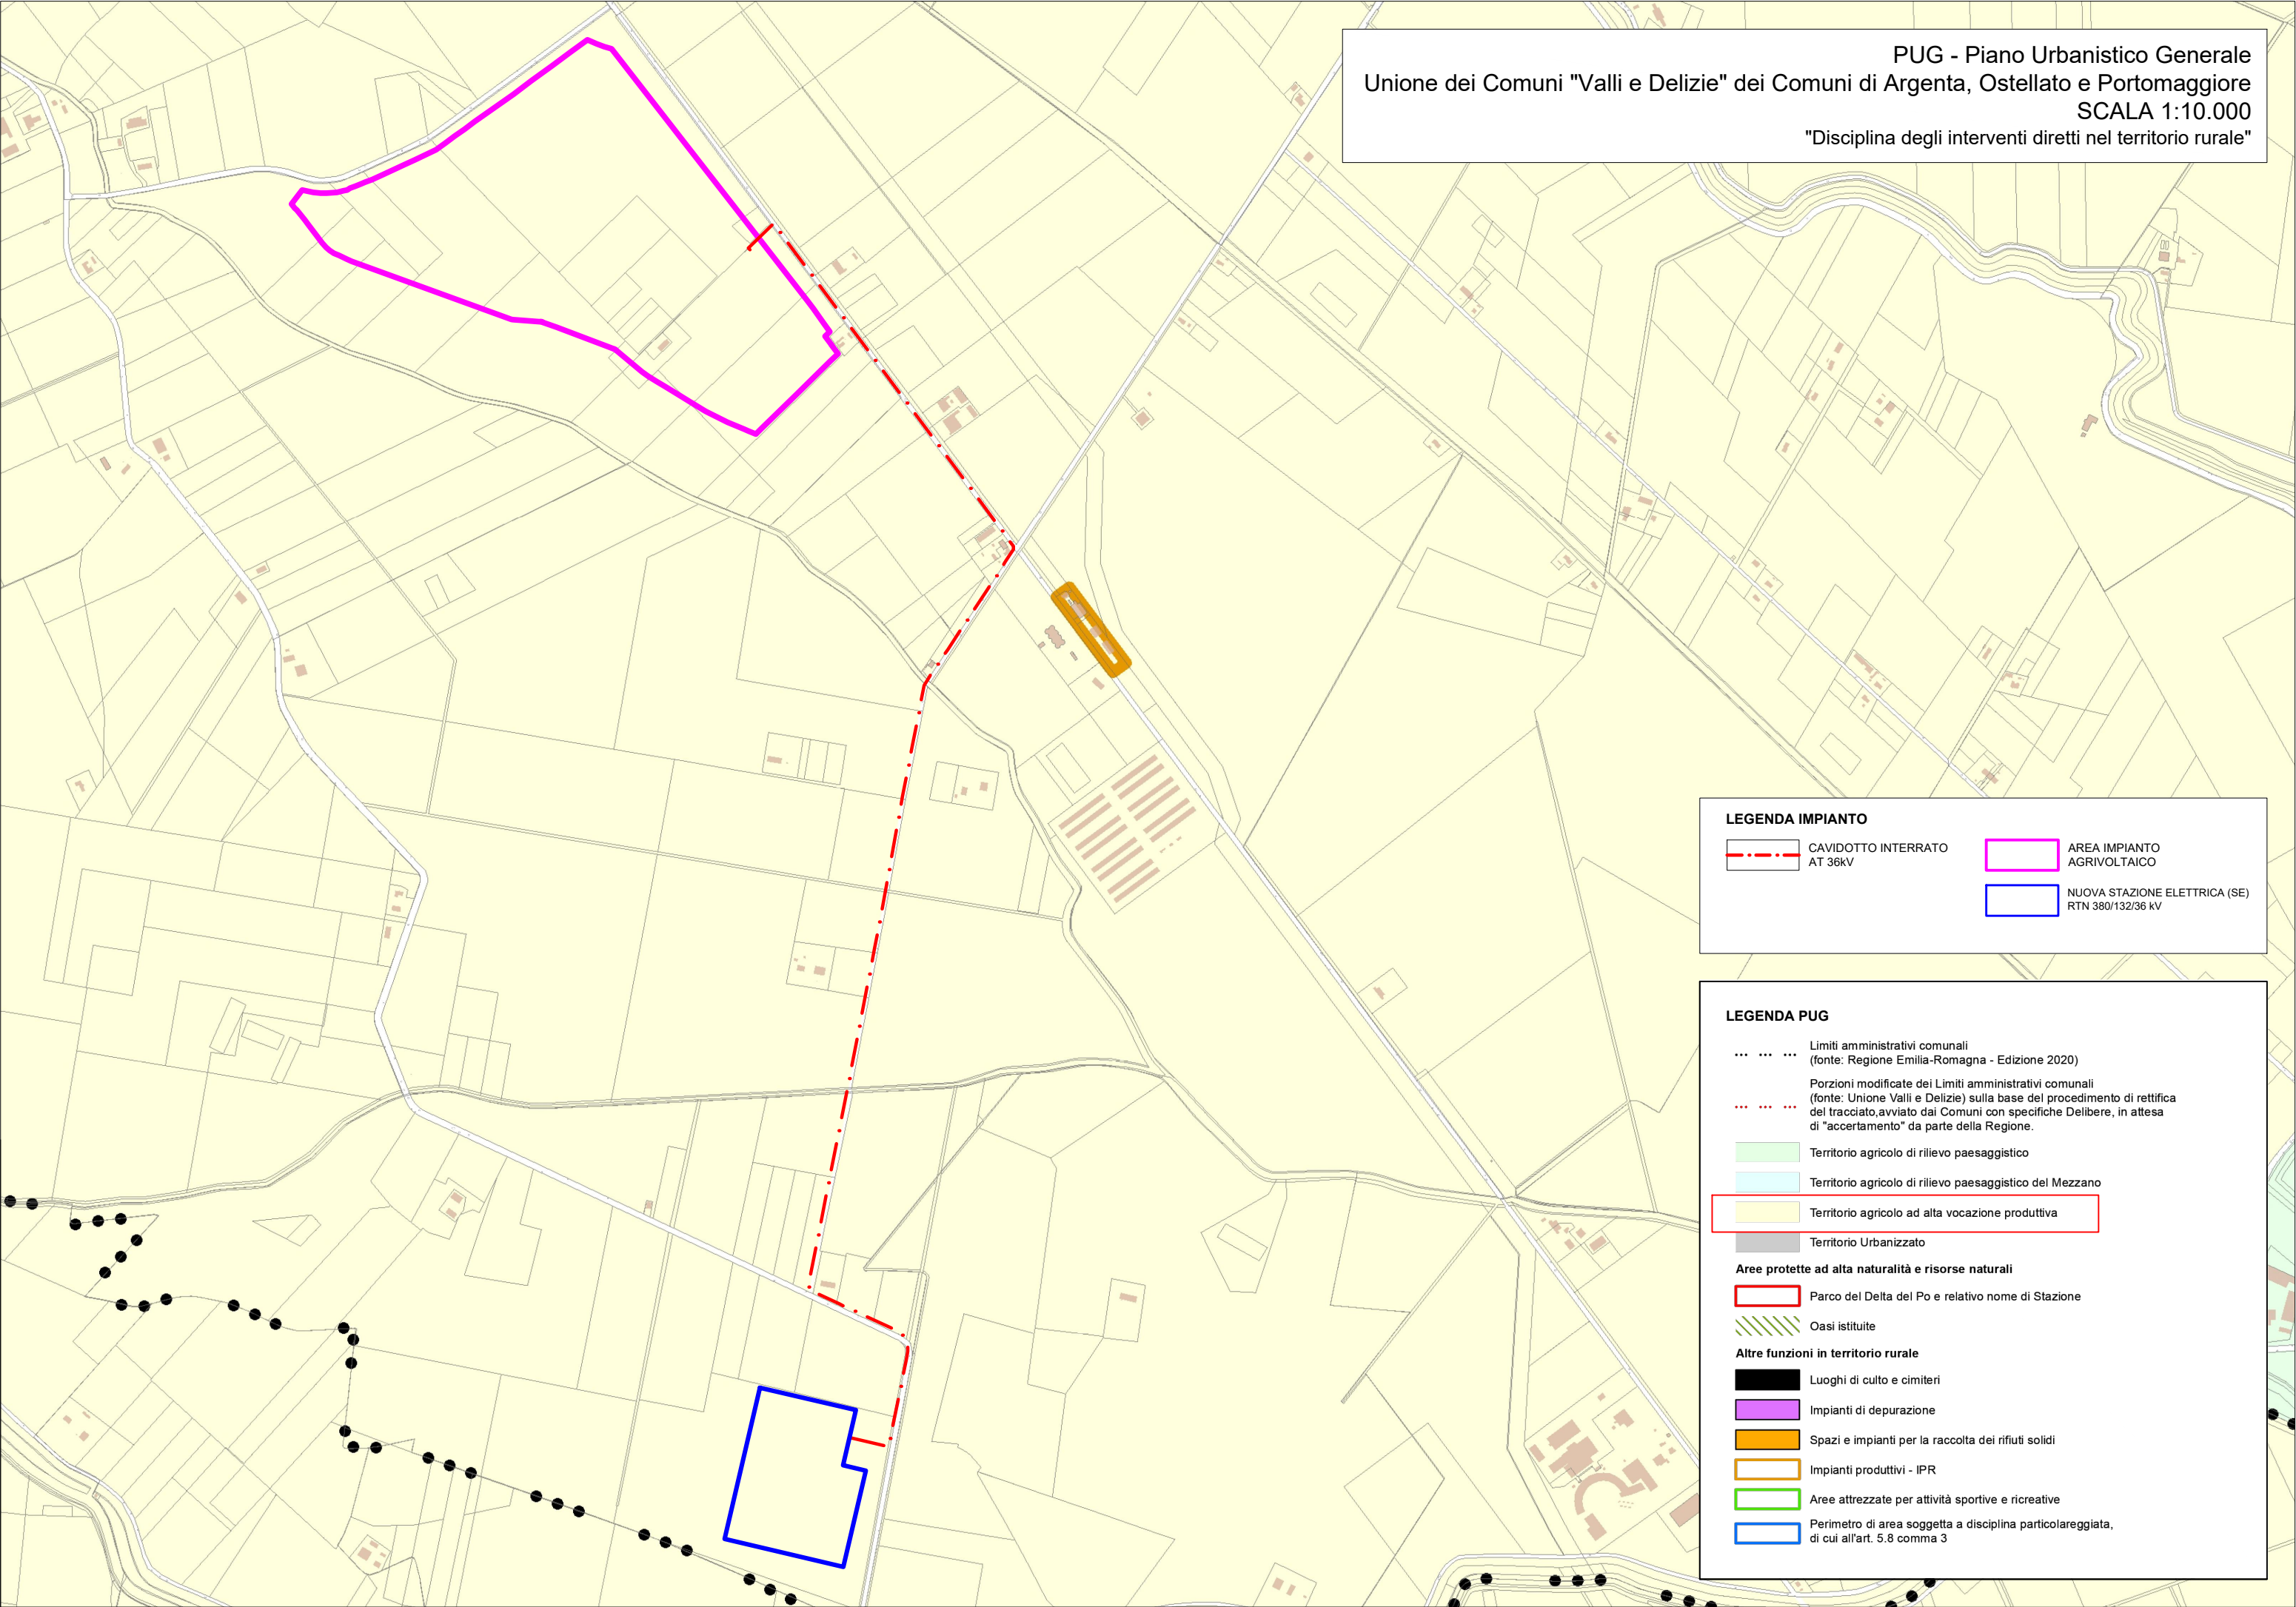 PUG - Piano Urbanistico Generale
Unione dei Comuni "Valli e Delizie" dei Comuni di Argenta, Ostellato e Portomaggiore
SCALA 1:10.000
"Disciplina degli interventi diretti nel territorio rurale"
LEGENDA IMPIANTO
CAVIDOTTO INTERRATO
AT 36kV
AREA IMPIANTO
AGRIVOLTAICO
NUOVA STAZIONE ELETTRICA (SE)
RTN 380/132/36 kV
LEGENDA PUG
Limiti amministrativi comunali
(fonte: Regione Emilia-Romagna - Edizione 2020)
Porzioni modificate dei Limiti amministrativi comunali
(fonte: Unione Valli e Delizie) sulla base del procedimento di rettifica
del tracciato,avviato dai Comuni con specifiche Delibere, in attesa
di "accertamento" da parte della Regione.
Territorio agricolo di rilievo paesaggistico
Territorio agricolo di rilievo paesaggistico del Mezzano
Territorio agricolo ad alta vocazione produttiva
Territorio Urbanizzato
Aree protette ad alta naturalità e risorse naturali
Parco del Delta del Po e relativo nome di Stazione
Oasi istituite
Altre funzioni in territorio rurale
Luoghi di culto e cimiteri
Impianti di depurazione
Spazi e impianti per la raccolta dei rifiuti solidi
Impianti produttivi - IPR
Aree attrezzate per attività sportive e ricreative
Perimetro di area soggetta a disciplina particolareggiata,
di cui all'art. 5.8 comma 3